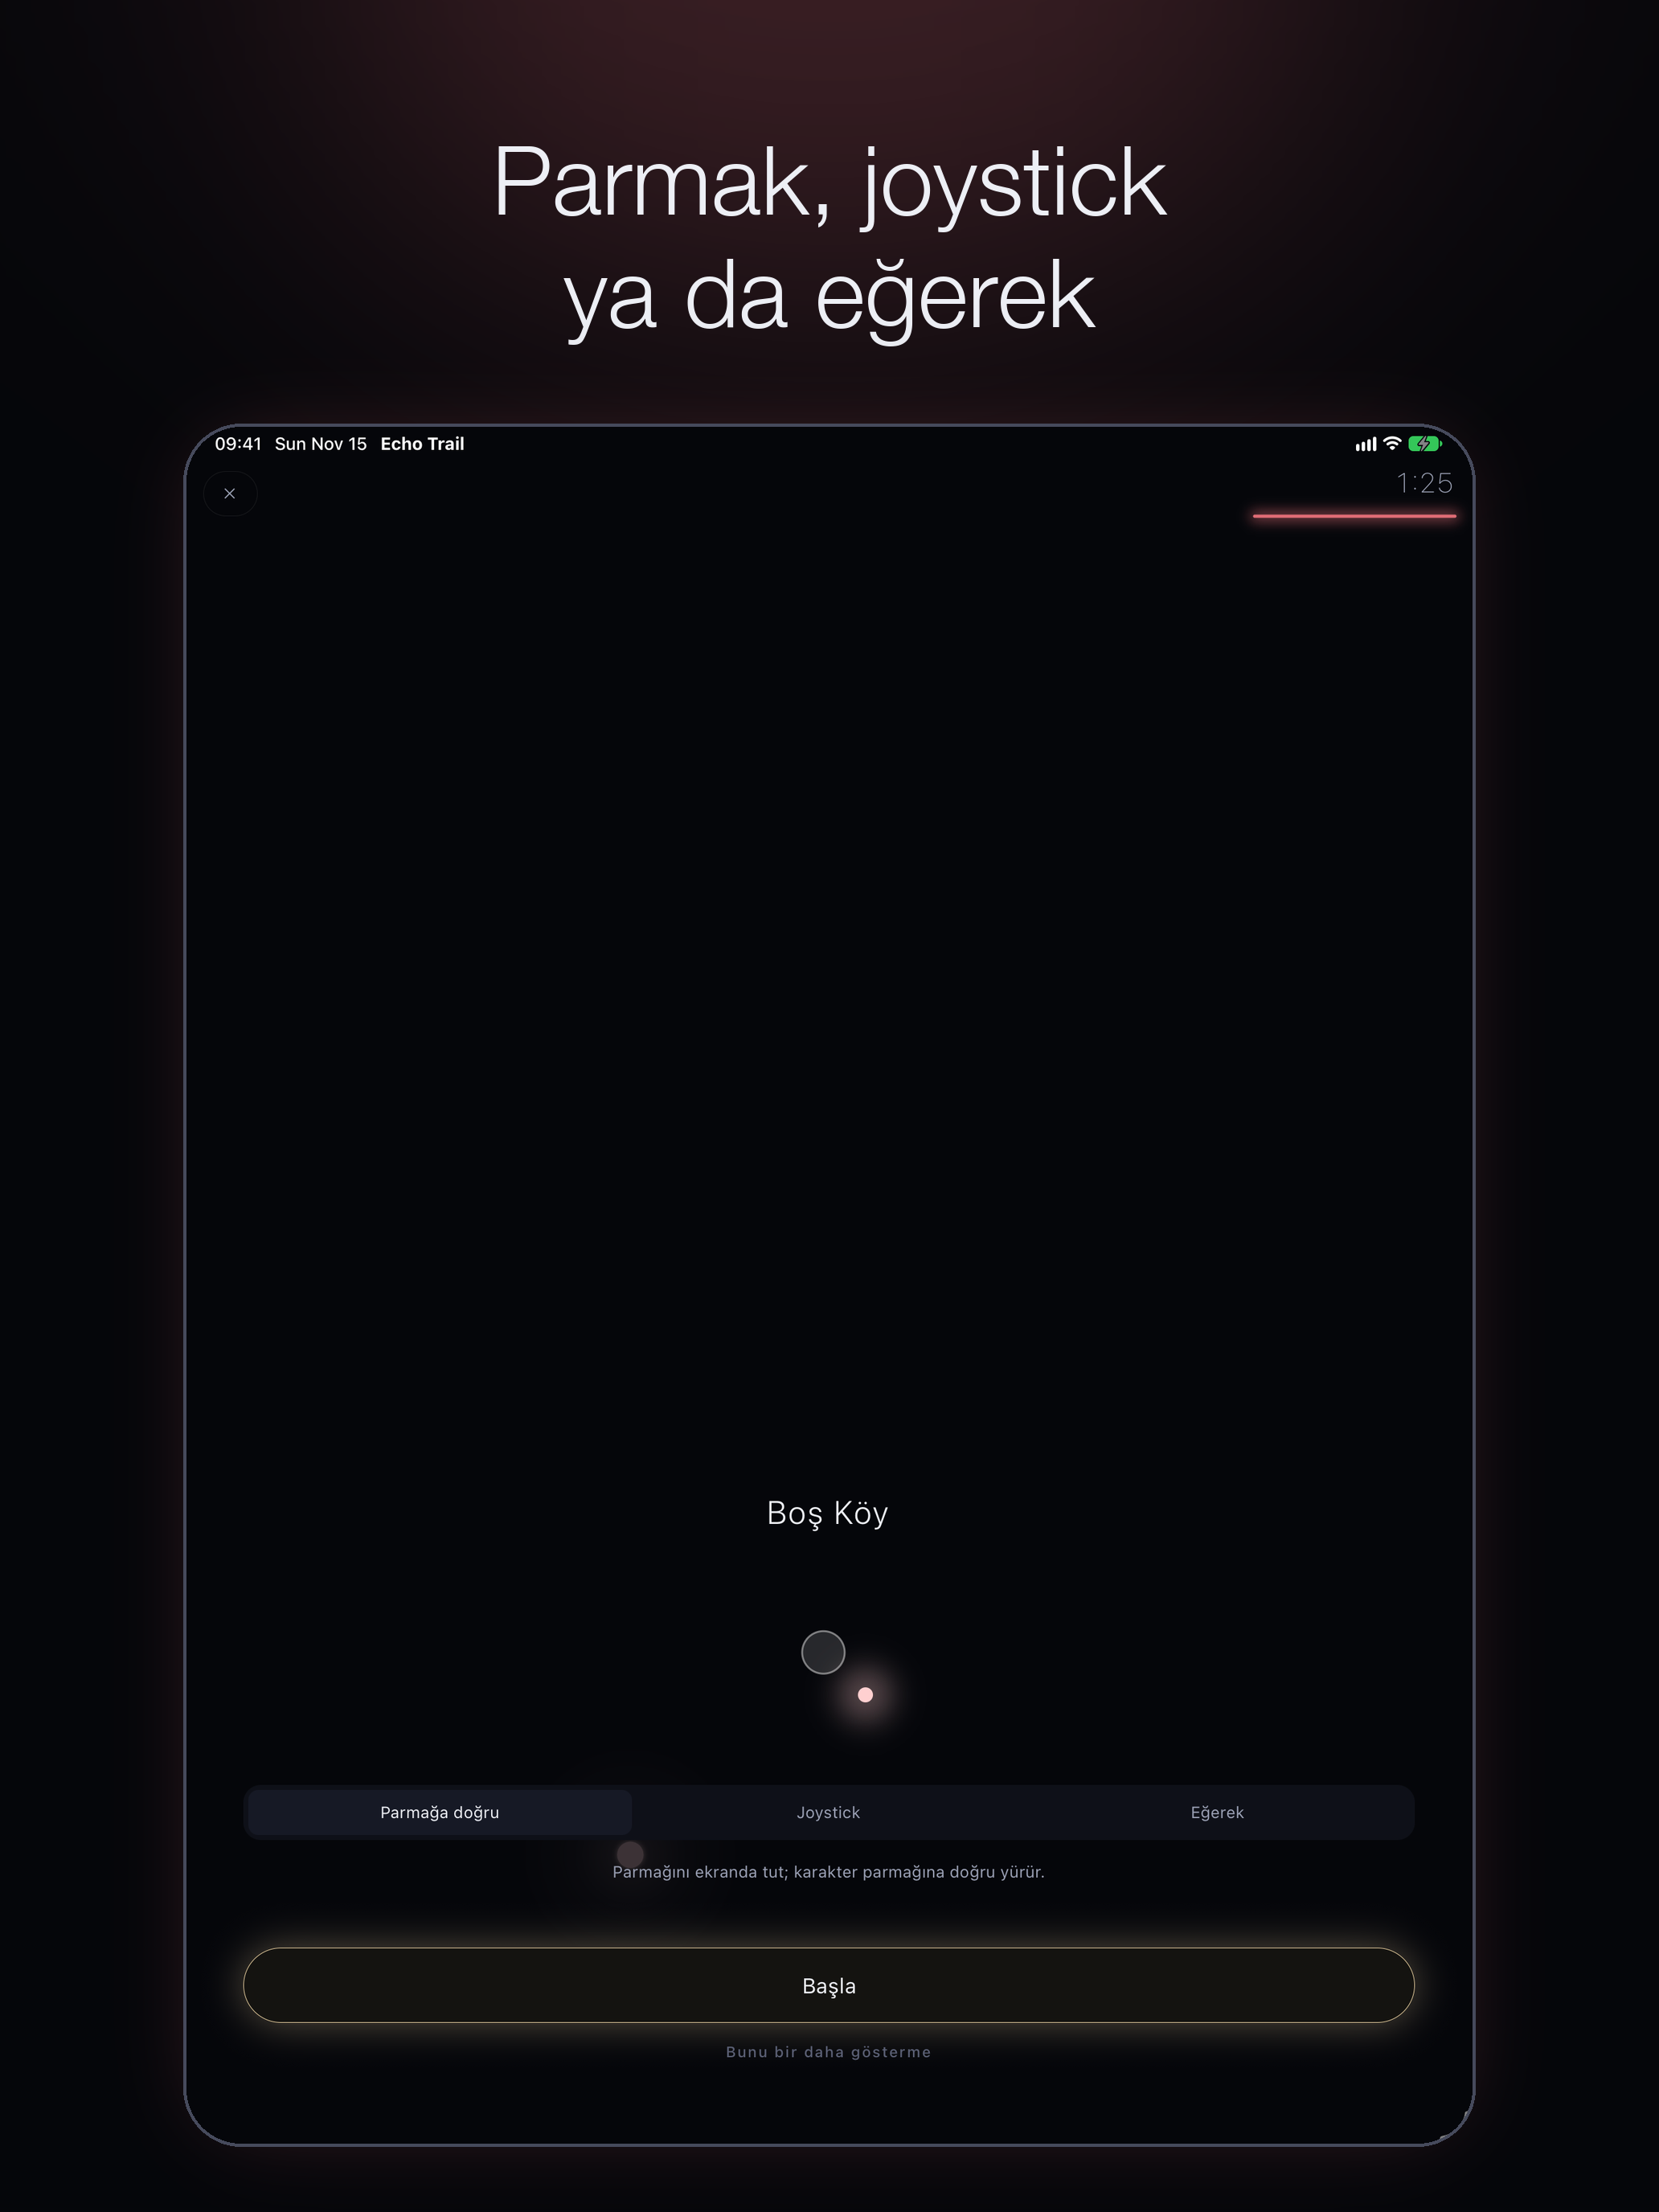 Parmak, joystick
ya da eğerek
09:41 Sun Nov 15 Echo Trail
1:25
Boş Köy
Parmağa doğru Joystick Eğerek
Parmağını ekranda tut; karakter parmağına doğru yürür.
Başla
Bunu bir daha gösterme